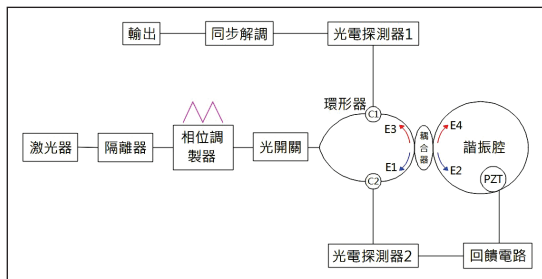 輸出
同步解調
光電探測器1
環形器
C1
E3
E4
激光器
隔離器
相位調
製器
光開關
耦
合
器
諧振腔
E1
E2
C2
PZT
光電探測器2
回饋電路